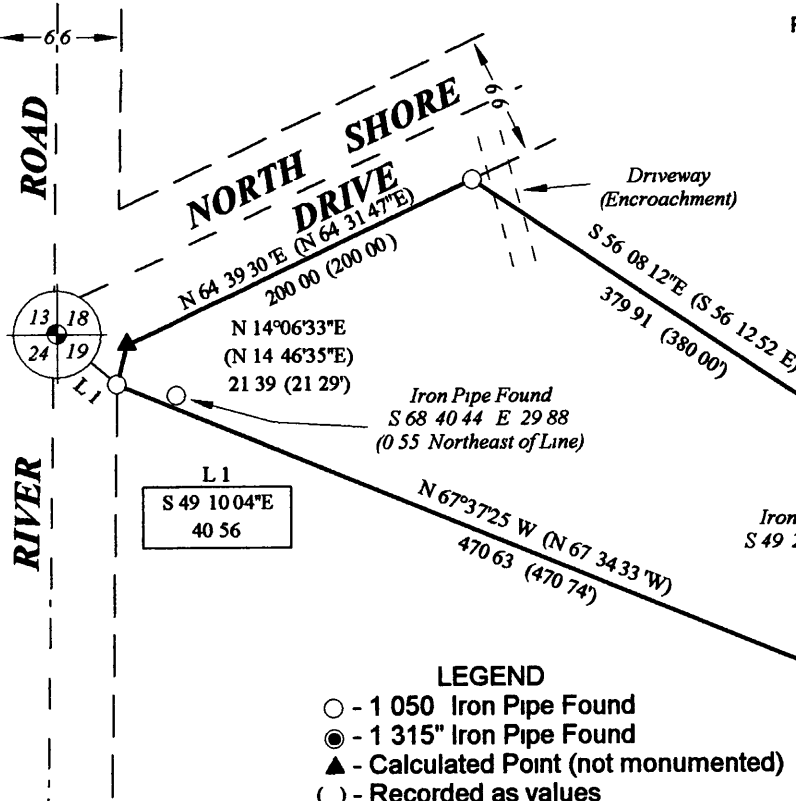 66
ROAD
NORTH SHORE
DRIVE
66
Driveway
(Encroachment)
N 64 39 30 'E (N 64 31 47"E)
200 00 (200 00)
S 56 08 12"E (S 56 12 52 E)
379 91 (380 00')
13 18
24 19
L 1
N 14°06'33"E
(N 14 46'35"E)
21 39 (21 29')
Iron Pipe Found
S 68 40 44 E 29 88
(0 55 Northeast of Line)
L 1
S 49 10 04"E
40 56
RIVER
N 67°37'25 W (N 67 34 33 'W)
470 63 (470 74')
Iron
S 49
LEGEND
- 1 050 Iron Pipe Found
- 1 315" Iron Pipe Found
- Calculated Point (not monumented)
( ) - Recorded as values